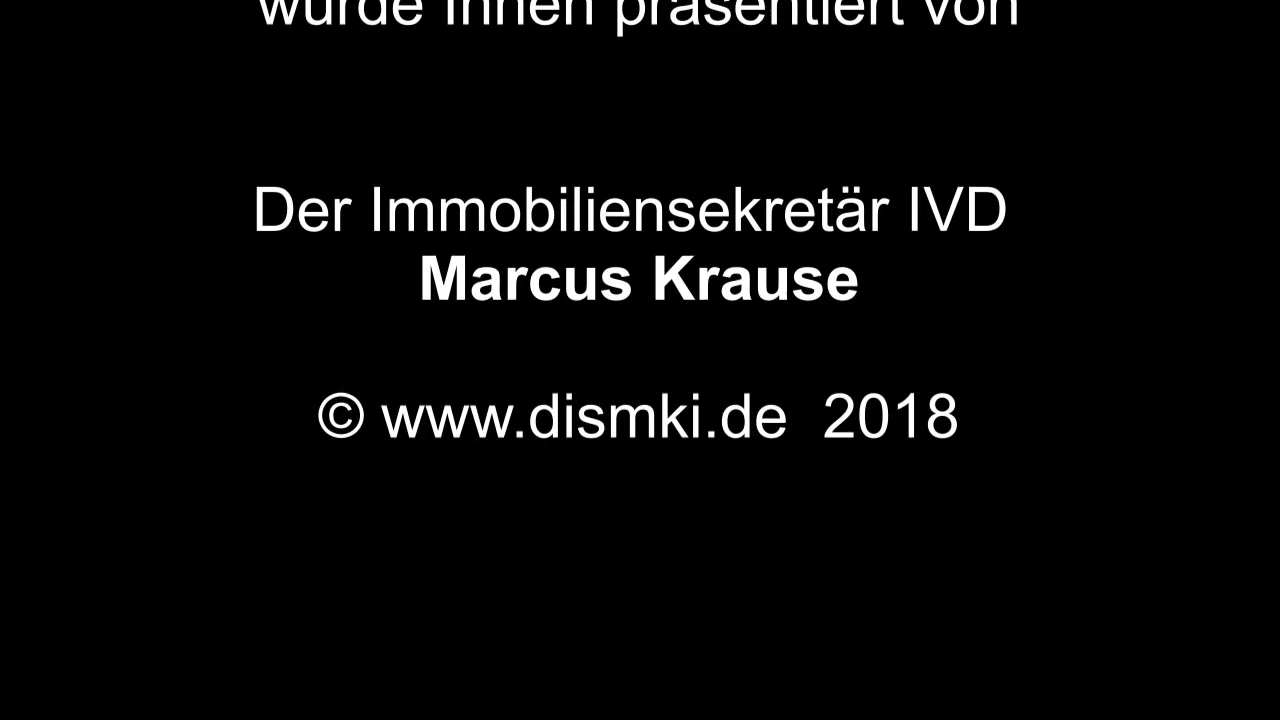 wurde Ihnen präsentiert von
Der Immobiliensekretär IVD
Marcus Krause
© www.dismki.de 2018